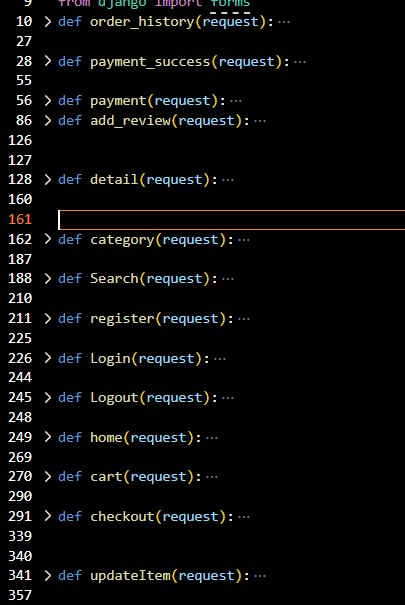 9 from django import forms
10 > def order_history(request): ···
27
28 > def payment_success(request): ···
55
56 > def payment(request): ···
86 > def add_review(request): ···
126
127
128 > def detail(request): ···
160
161
162 > def category(request): ···
187
188 > def Search(request): ···
210
211 > def register(request): ···
225
226 > def Login(request): ···
244
245 > def Logout(request): ···
248
249 > def home(request): ···
269
270 > def cart(request): ···
290
291 > def checkout(request): ···
339
340
341 > def updateItem(request): ···
357